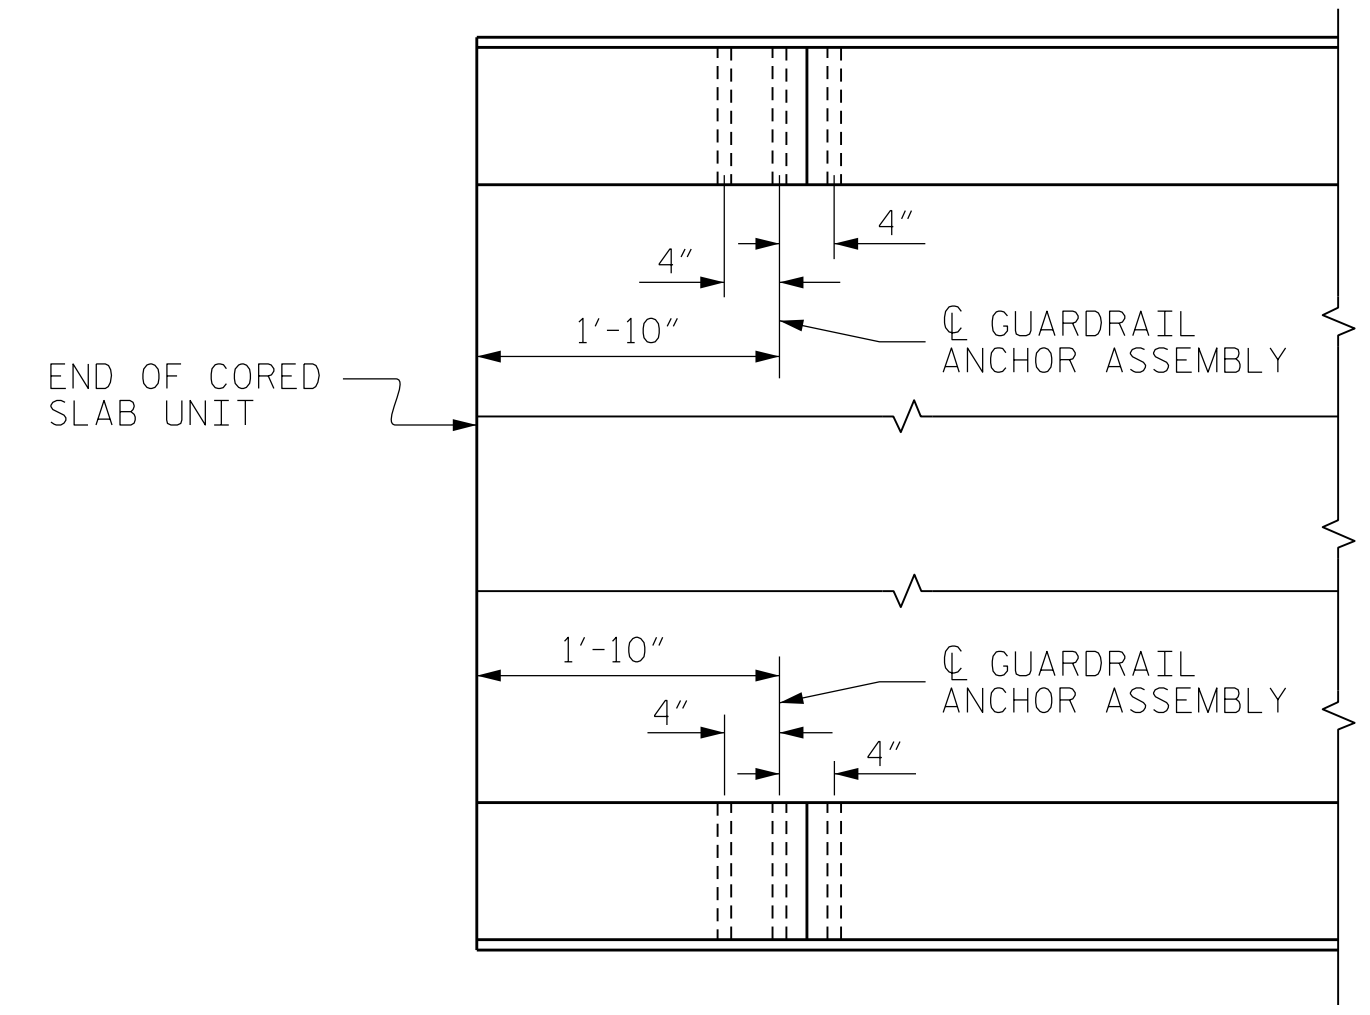 4"
4"
1'-10"
℄ GUARDRAIL
ANCHOR ASSEMBLY
END OF CORED
SLAB UNIT
1'-10"
℄ GUARDRAIL
ANCHOR ASSEMBLY
4"
4"